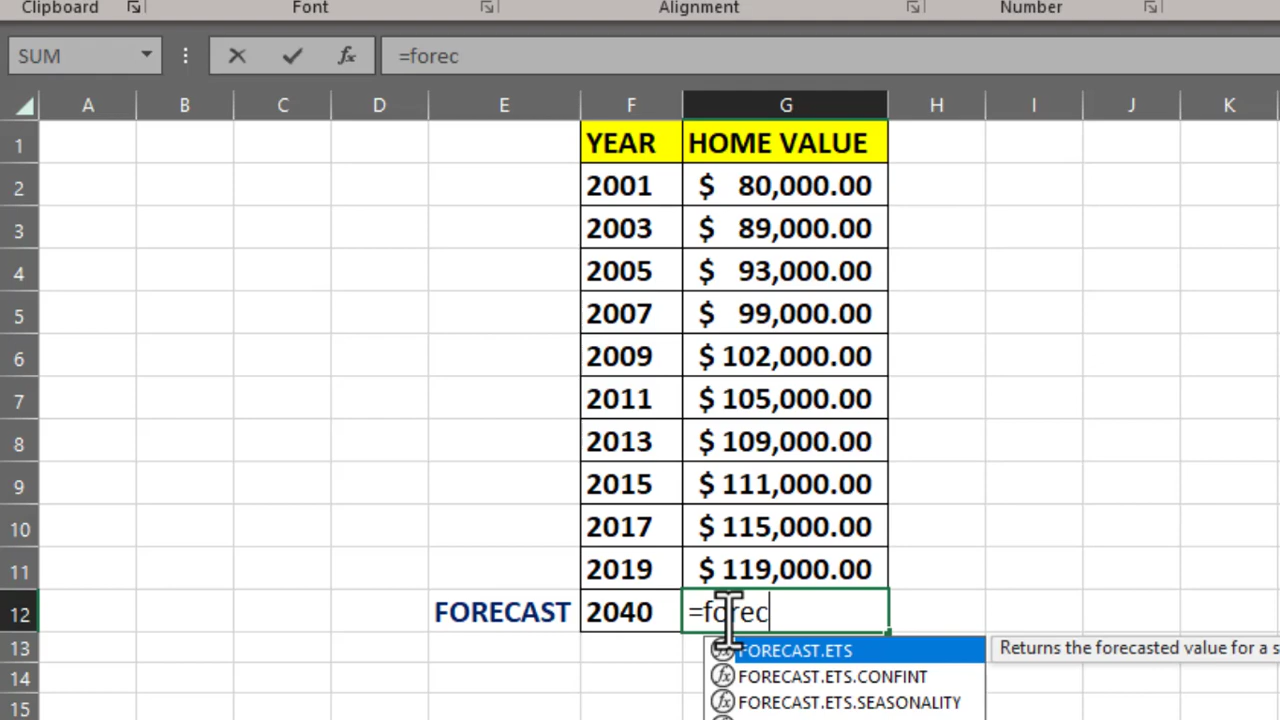 Clipboard Font Alignment Number
SUM fx =forec
A B C D E F G H I J K
1 YEAR HOME VALUE
2 2001 $ 80,000.00
3 2003 $ 89,000.00
4 2005 $ 93,000.00
5 2007 $ 99,000.00
6 2009 $ 102,000.00
7 2011 $ 105,000.00
8 2013 $ 109,000.00
9 2015 $ 111,000.00
10 2017 $ 115,000.00
11 2019 $ 119,000.00
12 FORECAST 2040 =forec
13 fx FORECAST.ETS Returns the forecasted value for a s
14 fx FORECAST.ETS.CONFINT
15 fx FORECAST.ETS.SEASONALITY